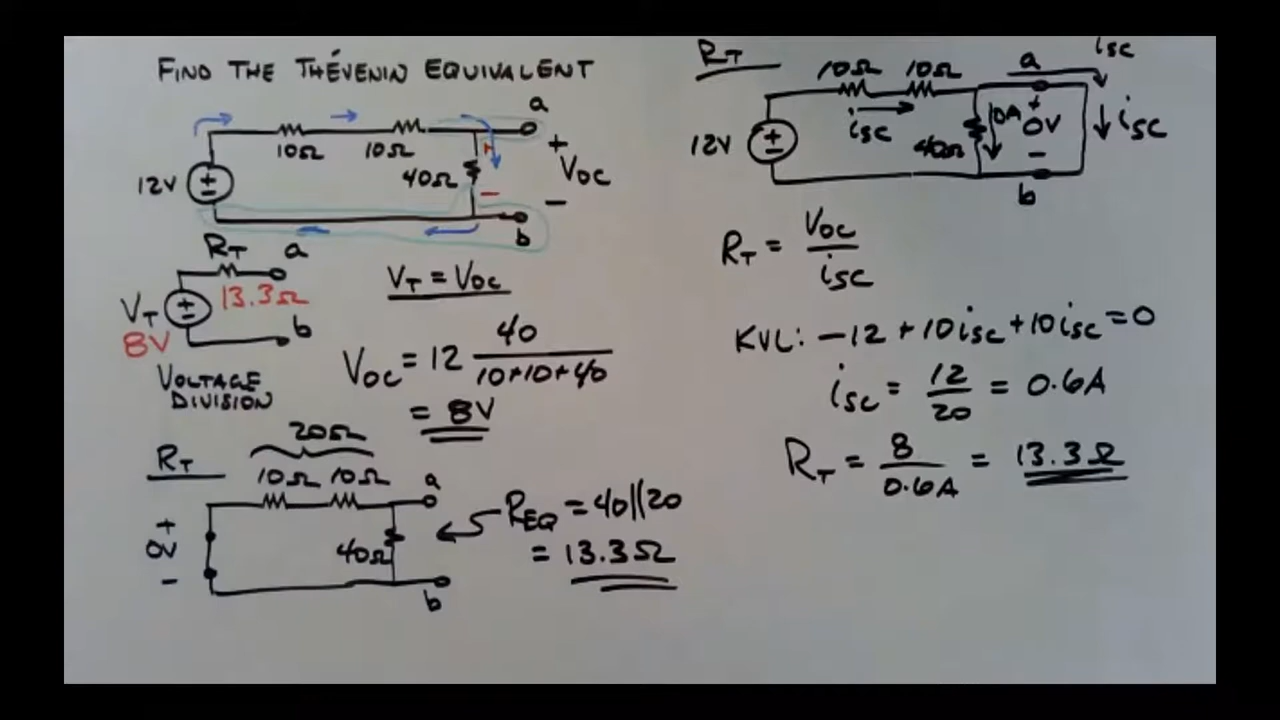 FIND THE THÉVENIN EQUIVALENT
a
10Ω 10Ω
12V + −
40Ω
+
−
+
VOC
−
b
RT a
13.3Ω
VT + −
8V
b
VT = VOC
VOLTAGE
DIVISION
VOC = 12 40 / 10+10+40
= 8V
RT
20Ω
10Ω 10Ω a
+
0V
−
40Ω
b
REQ = 40||20
= 13.3Ω
RT
10Ω 10Ω a iSC
12V + −
iSC
40Ω
0A
+
0V
−
iSC
b
RT = VOC / iSC
KVL: −12 + 10iSC + 10iSC = 0
iSC = 12 / 20 = 0.6A
RT = 8 / 0.6A = 13.3Ω